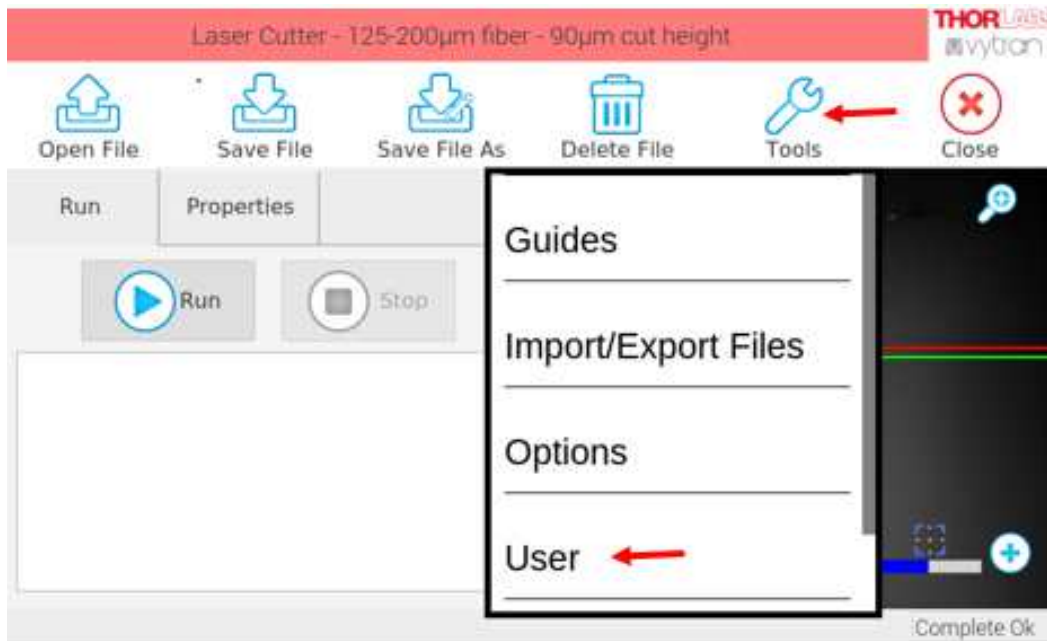 Laser Cutter - 125-200µm fiber - 90µm cut height
THORLABS
vytran
Open File
Save File
Save File As
Delete File
Tools
Close
Run
Properties
Run
Stop
Guides
Import/Export Files
Options
User
Complete Ok